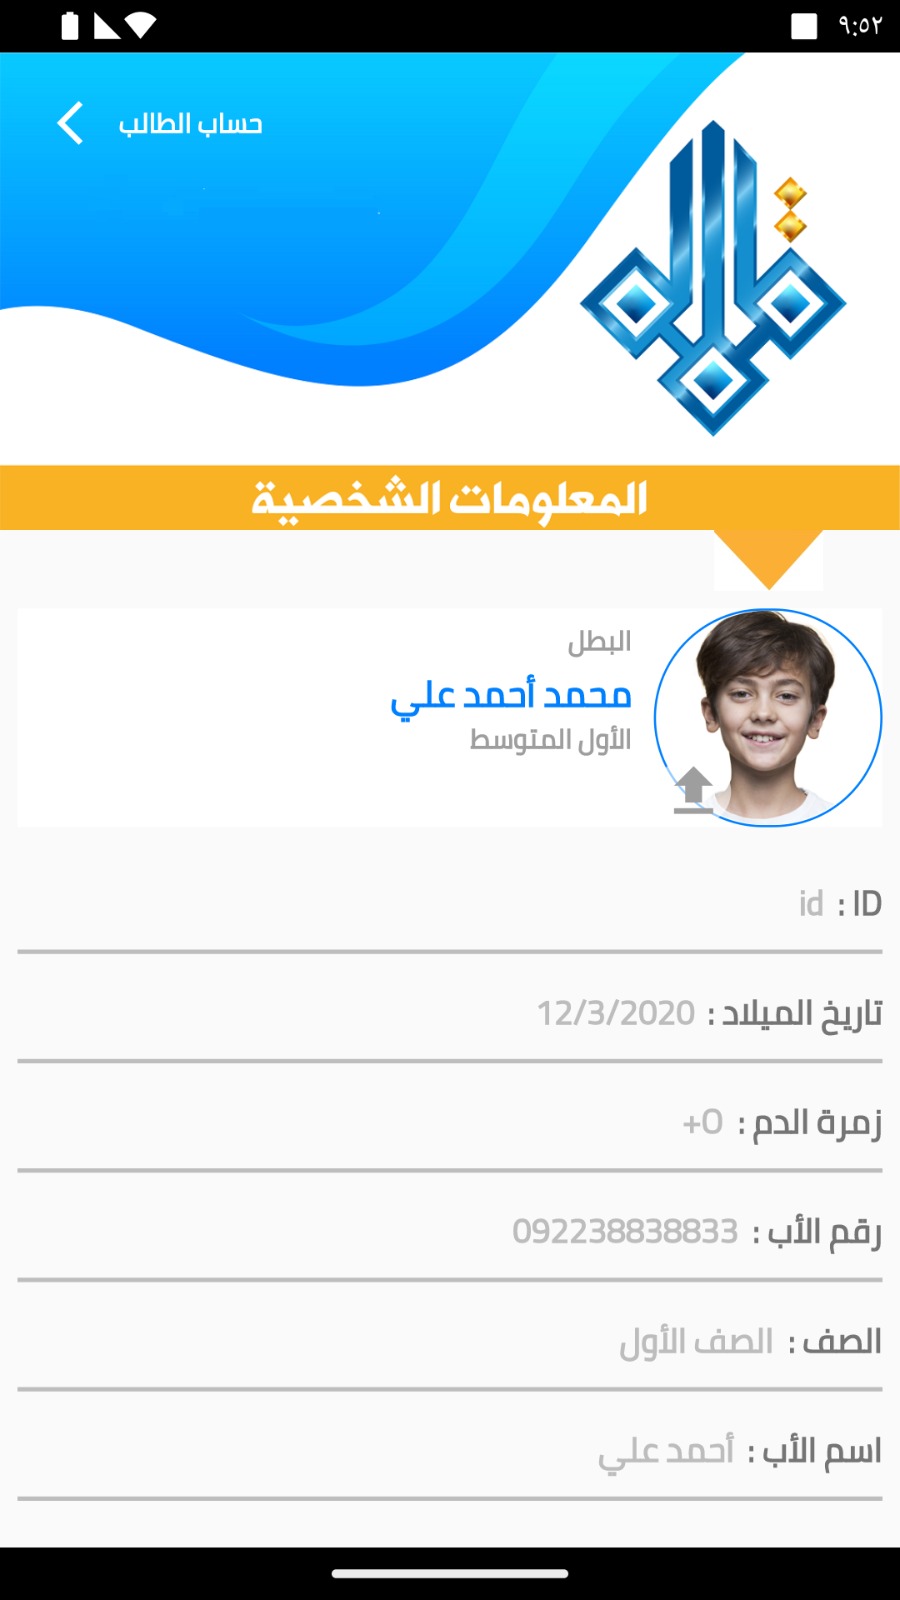 ٩:٥٢
حساب الطالب
المعلومات الشخصية
البطل
محمد أحمد علي
الأول المتوسط
ID : id
تاريخ الميلاد : 12/3/2020
زمرة الدم : O+
رقم الأب : 092238838833
الصف : الصف الأول
اسم الأب : أحمد علي